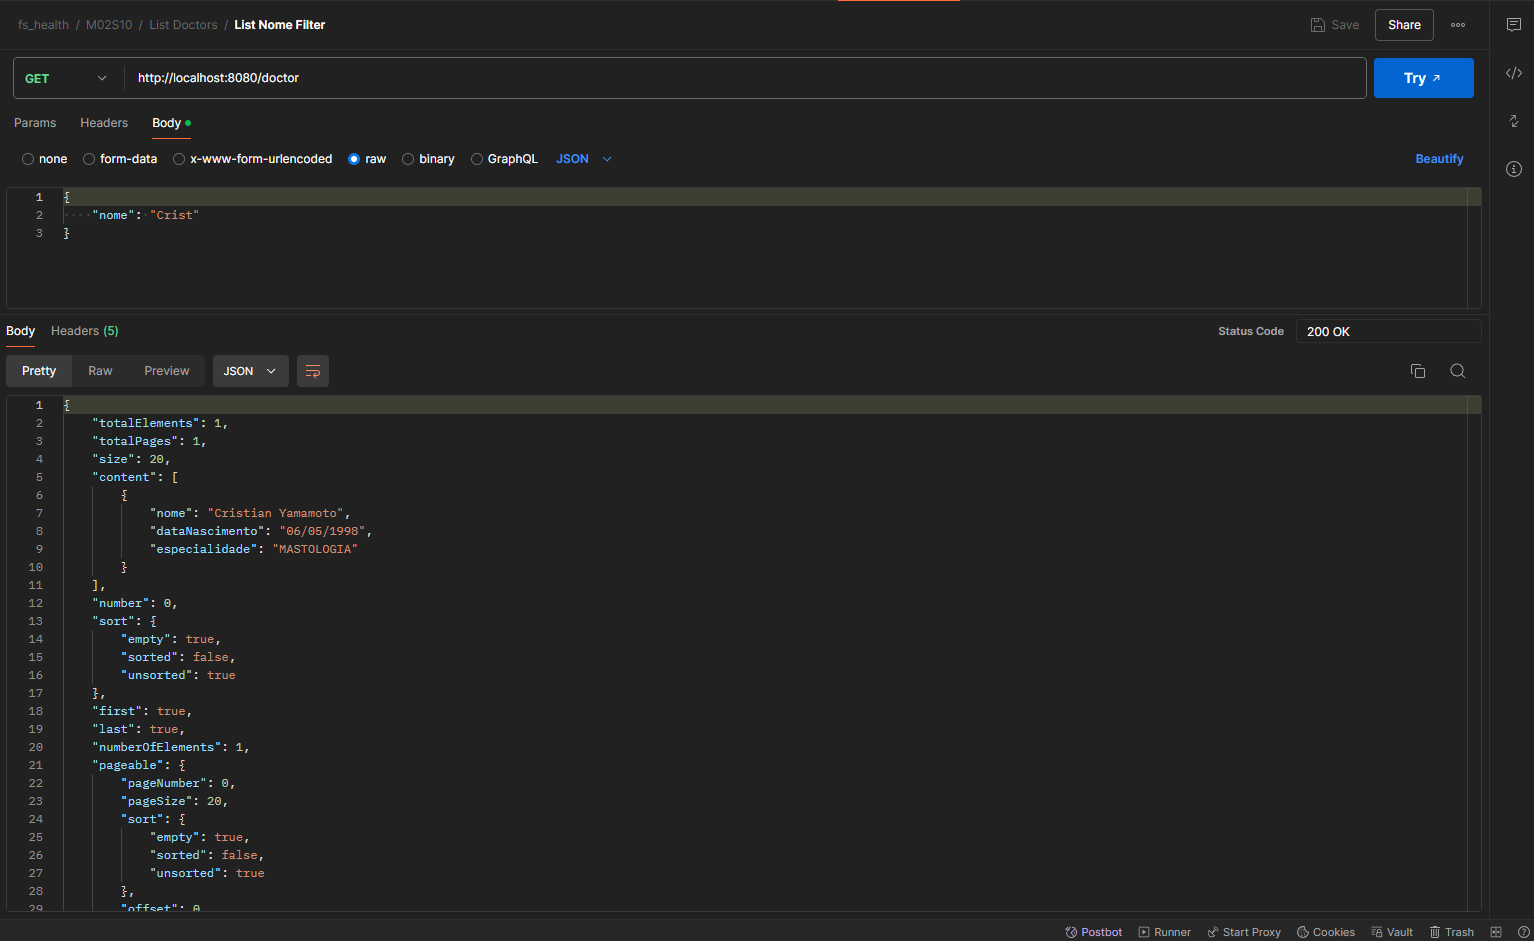 fs_health / M02S10 / List Doctors / List Nome Filter
Save Share
GET http://localhost:8080/doctor Try
Params Headers Body
none form-data x-www-form-urlencoded raw binary GraphQL JSON Beautify
1 {
2 ····"nome":·"Crist"
3 }
Body Headers (5) Status Code 200 OK
Pretty Raw Preview JSON
1 {
2 "totalElements": 1,
3 "totalPages": 1,
4 "size": 20,
5 "content": [
6 {
7 "nome": "Cristian Yamamoto",
8 "dataNascimento": "06/05/1998",
9 "especialidade": "MASTOLOGIA"
10 }
11 ],
12 "number": 0,
13 "sort": {
14 "empty": true,
15 "sorted": false,
16 "unsorted": true
17 },
18 "first": true,
19 "last": true,
20 "numberOfElements": 1,
21 "pageable": {
22 "pageNumber": 0,
23 "pageSize": 20,
24 "sort": {
25 "empty": true,
26 "sorted": false,
27 "unsorted": true
28 },
29 "offset": 0
Postbot Runner Start Proxy Cookies Vault Trash